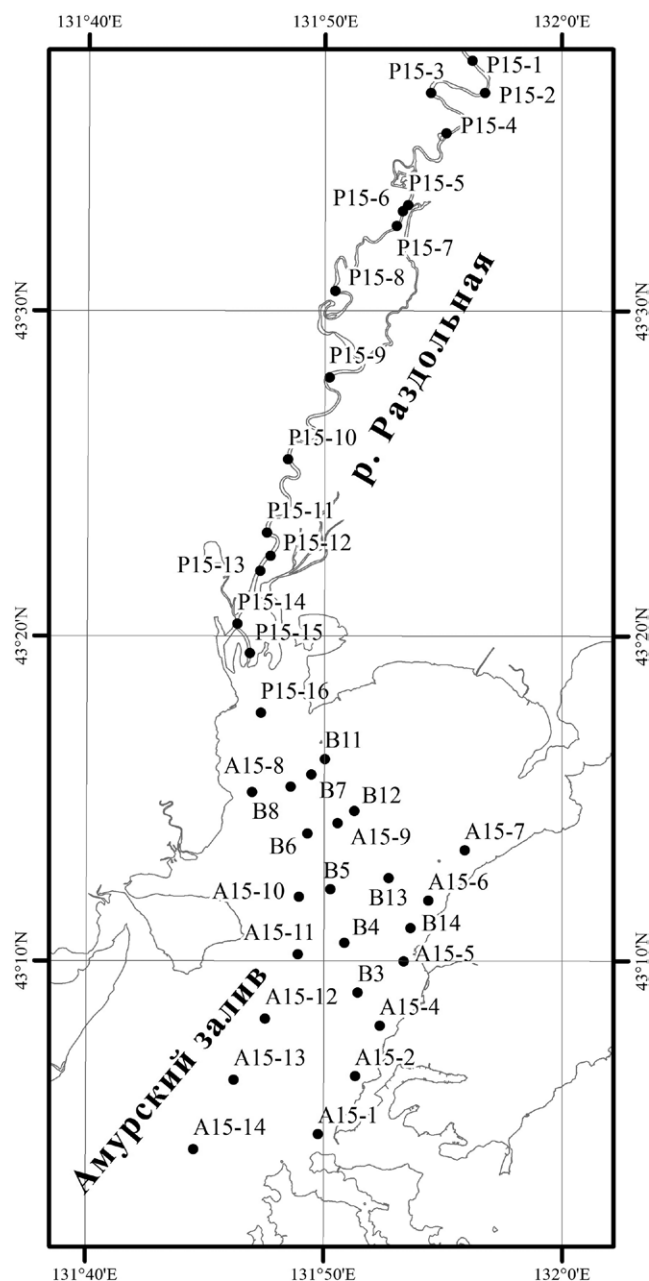 131°40'E
131°50'E
132°0'E
P15-1
P15-3
P15-2
P15-4
P15-5
P15-6
P15-7
P15-8
43°30'N
43°30'N
P15-9
р. Раздольная
P15-10
P15-11
P15-12
P15-13
P15-14
43°20'N
43°20'N
P15-15
P15-16
B11
A15-8
B7
B8
B12
B6
A15-9
A15-7
B5
A15-10
B13
A15-6
A15-11
B4
B14
43°10'N
43°10'N
A15-5
B3
A15-12
A15-4
Амурский залив
A15-13
A15-2
A15-14
A15-1
131°40'E
131°50'E
132°0'E